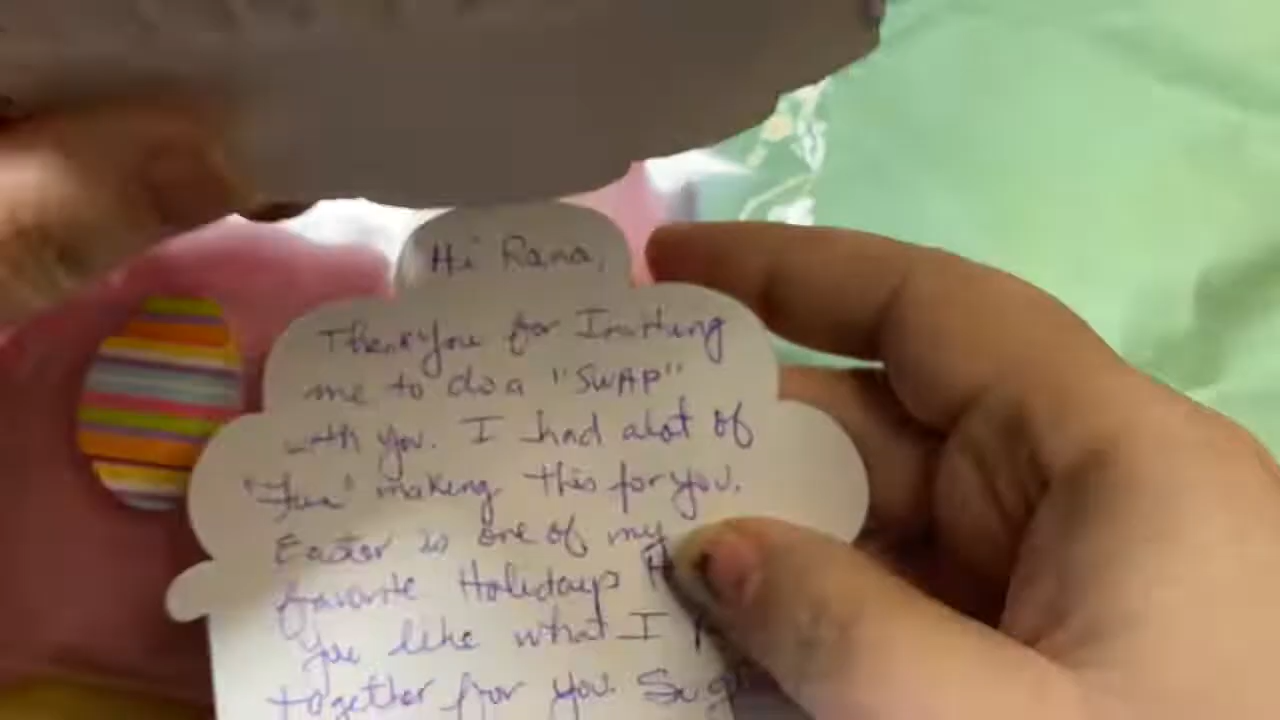 Hi Rana,
Thank you for Inviting
me to do a "SWAP"
with you. I had alot of
"Fun" making this for you.
Easter is one of my
favorite Holidays
You like what I
together for you.